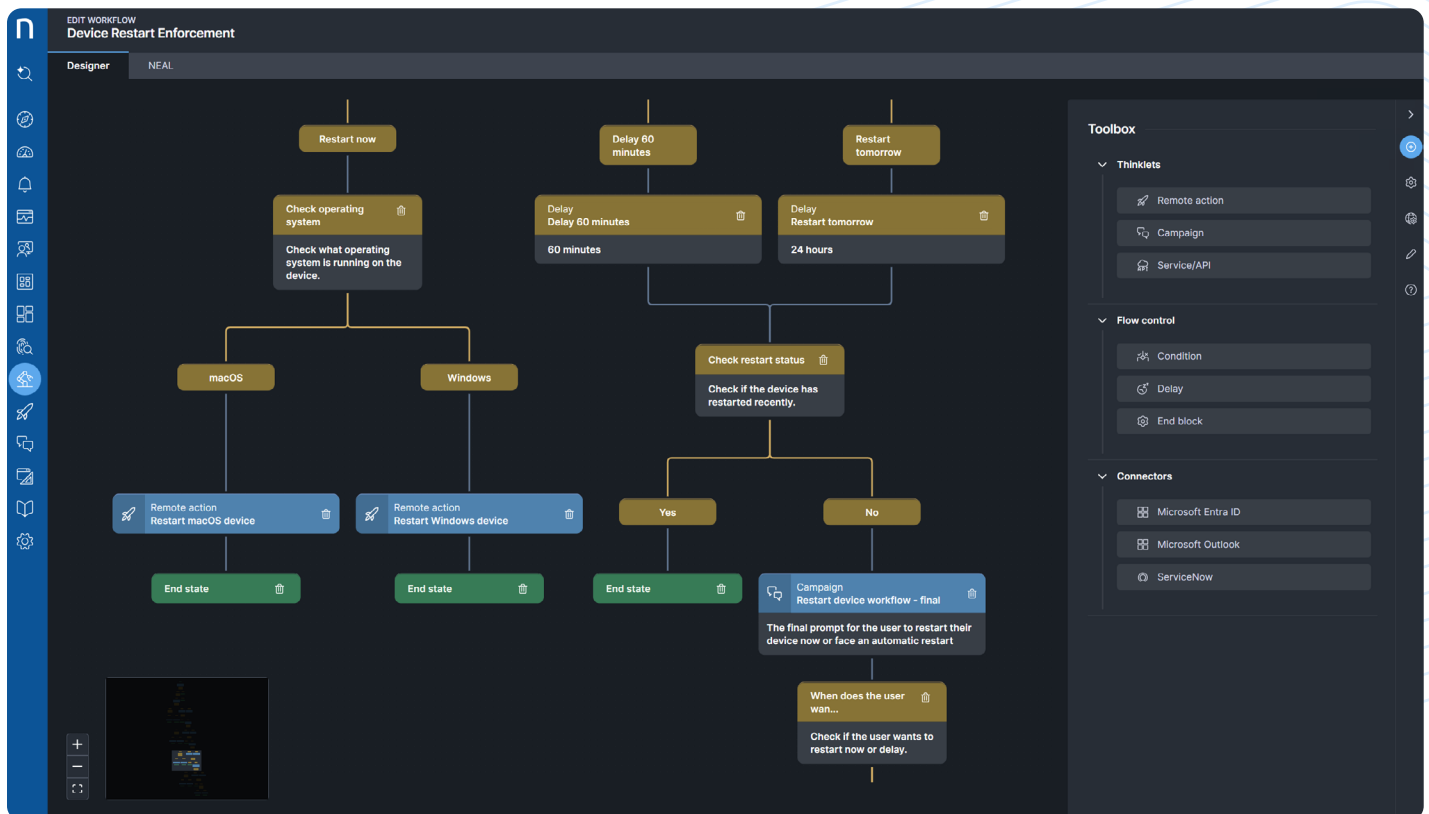 EDIT WORKFLOW
Device Restart Enforcement
Designer
NEAL
Restart now
Delay 60
minutes
Restart
tomorrow
Check operating
system
Check what operating
system is running on the
device.
Delay
Delay 60 minutes
60 minutes
Delay
Restart tomorrow
24 hours
macOS
Windows
Check restart status
Check if the device has
restarted recently.
Remote action
Restart macOS device
Remote action
Restart Windows device
Yes
No
End state
End state
End state
Campaign
Restart device workflow - final
The final prompt for the user to restart their
device now or face an automatic restart
When does the user
wan...
Check if the user wants to
restart now or delay.
Toolbox
Thinklets
Remote action
Campaign
API
Service/API
Flow control
Condition
Delay
End block
Connectors
Microsoft Entra ID
Microsoft Outlook
ServiceNow